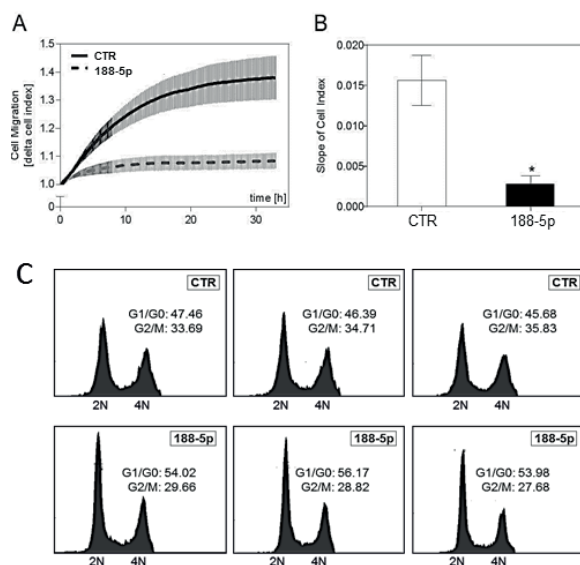 A
1.5
1.4
1.3
1.2
1.1
1.0
0
Cell Migration
[delta cell index]
CTR
188-5p
time [h]
0
10
20
30
B
0.020
0.015
0.010
0.005
0.000
Slope of Cell Index
*
CTR
188-5p
C
CTR
G1/G0: 47.46
G2/M: 33.69
2N 4N
CTR
G1/G0: 46.39
G2/M: 34.71
2N 4N
CTR
G1/G0: 45.68
G2/M: 35.83
2N 4N
188-5p
G1/G0: 54.02
G2/M: 29.66
2N 4N
188-5p
G1/G0: 56.17
G2/M: 28.82
2N 4N
188-5p
G1/G0: 53.98
G2/M: 27.68
2N 4N